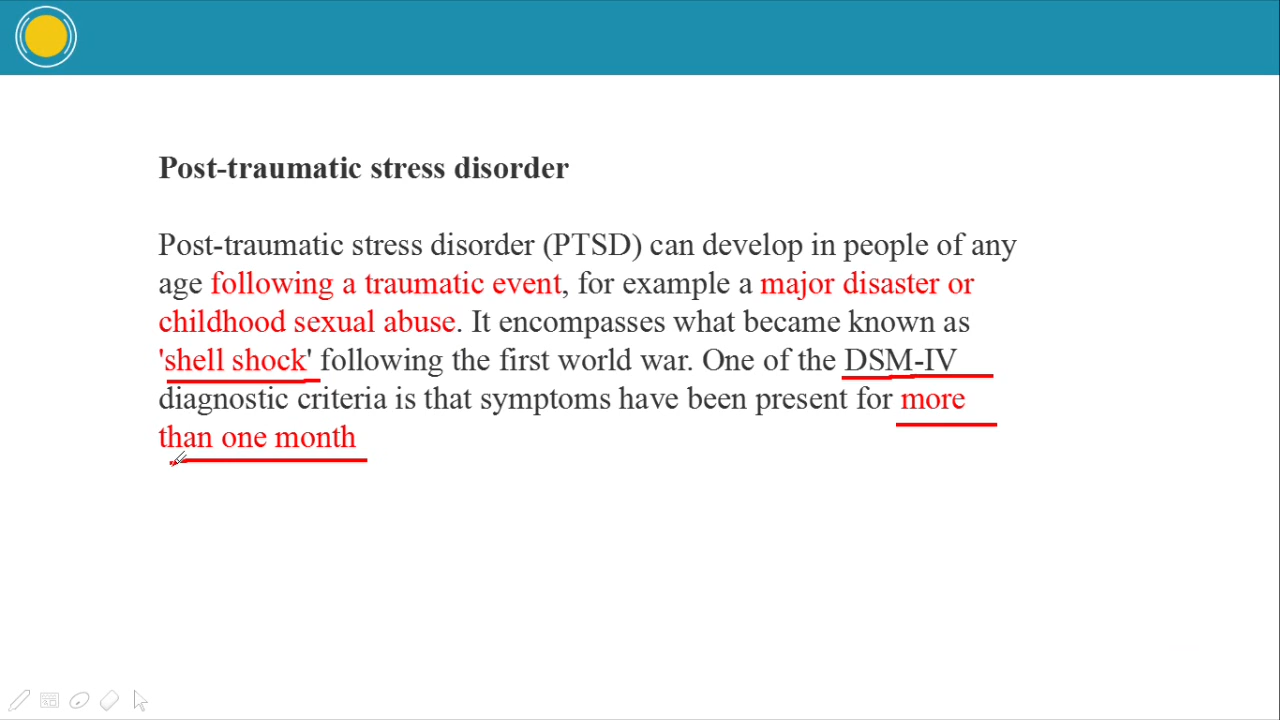 Post-traumatic stress disorder
Post-traumatic stress disorder (PTSD) can develop in people of any
age following a traumatic event, for example a major disaster or
childhood sexual abuse. It encompasses what became known as
'shell shock' following the first world war. One of the DSM-IV
diagnostic criteria is that symptoms have been present for more
than one month